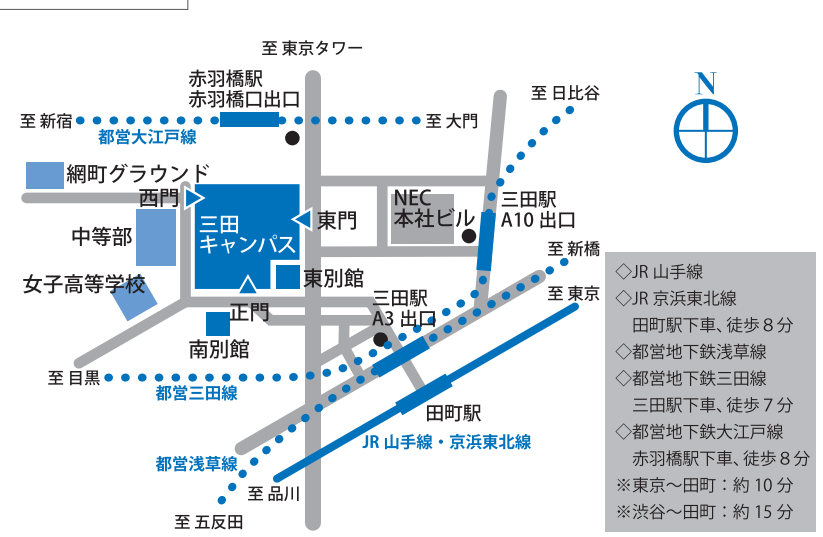 至 東京タワー
赤羽橋駅
赤羽橋口出口
至 新宿
至 大門
都営大江戸線
至 日比谷
N
網町グラウンド
西門
三田
キャンパス
東門
NEC
本社ビル
三田駅
A10 出口
中等部
至 新橋
女子高等学校
東別館
至 東京
正門
三田駅
A3 出口
南別館
至 目黒
都営三田線
田町駅
JR 山手線・京浜東北線
都営浅草線
至 品川
至 五反田
◇JR 山手線
◇JR 京浜東北線
田町駅下車、徒歩８分
◇都営地下鉄浅草線
◇都営地下鉄三田線
三田駅下車、徒歩７分
◇都営地下鉄大江戸線
赤羽橋駅下車、徒歩８分
※東京～田町：約 10 分
※渋谷～田町：約 15 分